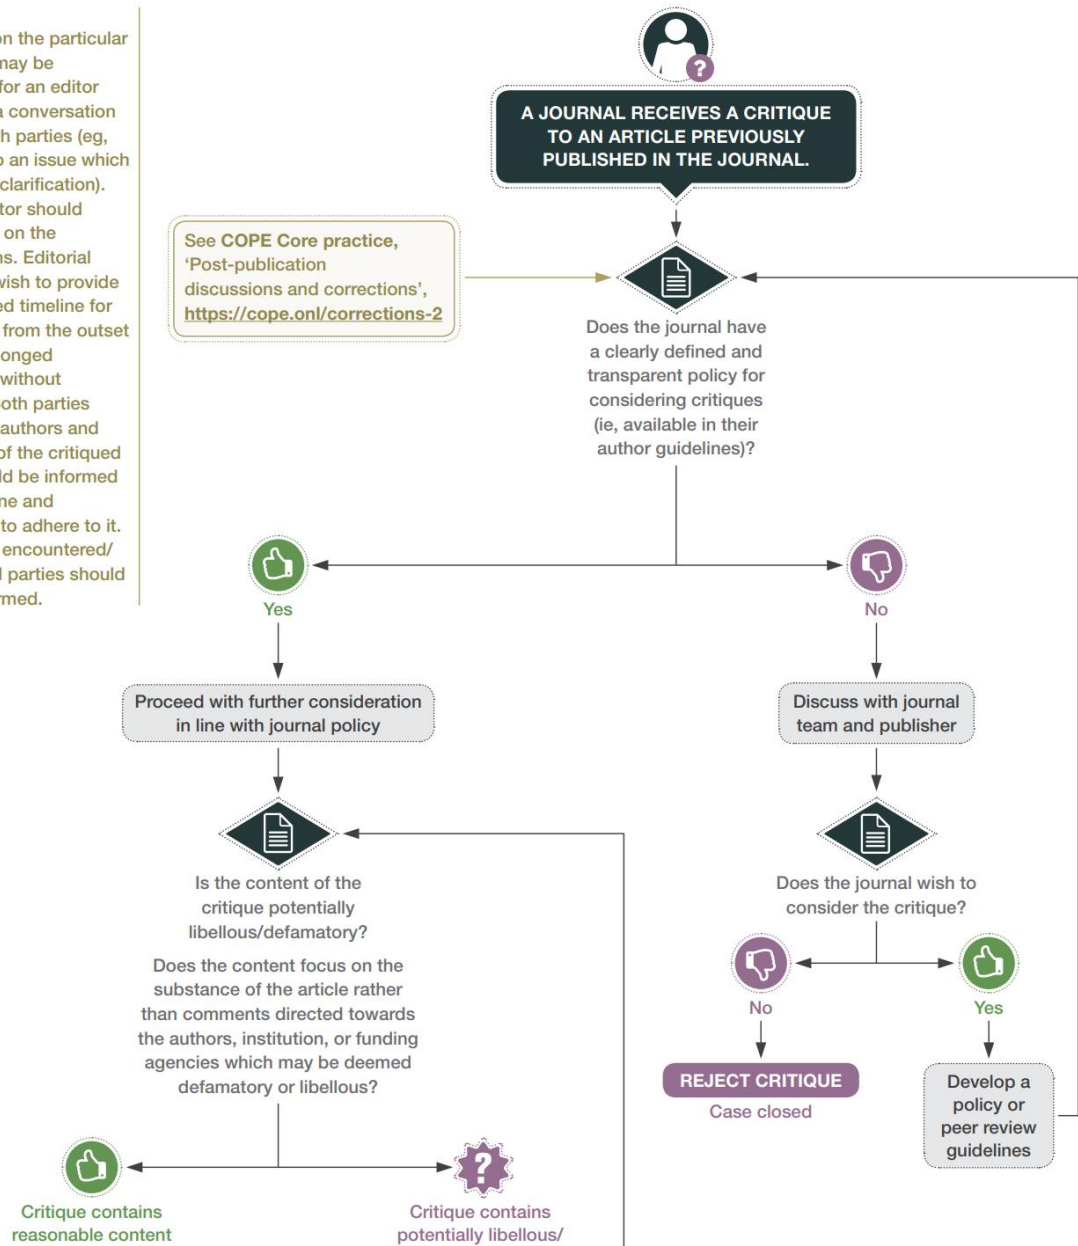 on the particular
may be
for an editor
a conversation
th parties (eg,
o an issue which
clarification).
tor should
on the
ns. Editorial
wish to provide
ed timeline for
from the outset
longed
without
oth parties
authors and
of the critiqued
ld be informed
ne and
to adhere to it.
encountered/
d parties should
rmed.
?
A JOURNAL RECEIVES A CRITIQUE
TO AN ARTICLE PREVIOUSLY
PUBLISHED IN THE JOURNAL.
See COPE Core practice,
‘Post-publication
discussions and corrections’,
https://cope.onl/corrections-2
Does the journal have
a clearly defined and
transparent policy for
considering critiques
(ie, available in their
author guidelines)?
Yes
No
Proceed with further consideration
in line with journal policy
Discuss with journal
team and publisher
Is the content of the
critique potentially
libellous/defamatory?
Does the content focus on the
substance of the article rather
than comments directed towards
the authors, institution, or funding
agencies which may be deemed
defamatory or libellous?
Does the journal wish to
consider the critique?
No
Yes
REJECT CRITIQUE
Case closed
Develop a
policy or
peer review
guidelines
?
Critique contains
reasonable content
Critique contains
potentially libellous/